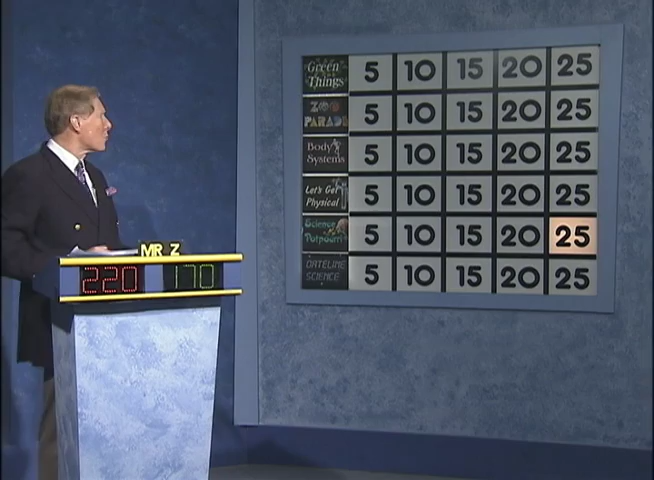 Green Things 5 10 15 20 25
ZOO PARADE 5 10 15 20 25
Body Systems 5 10 15 20 25
Let's Get Physical 5 10 15 20 25
Science Potpourri 5 10 15 20 25
DATELINE SCIENCE 5 10 15 20 25
MR Z
220 170